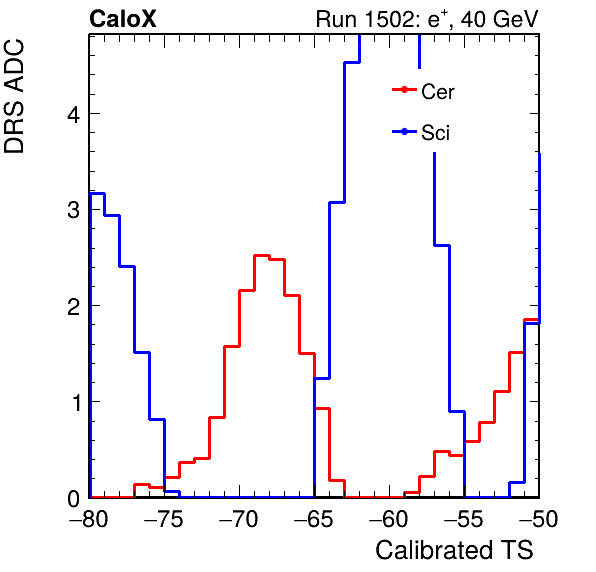 CaloX Run 1502: e⁺, 40 GeV
DRS ADC
Cer
Sci
4
3
2
1
0
−80 −75 −70 −65 −60 −55 −50
Calibrated TS